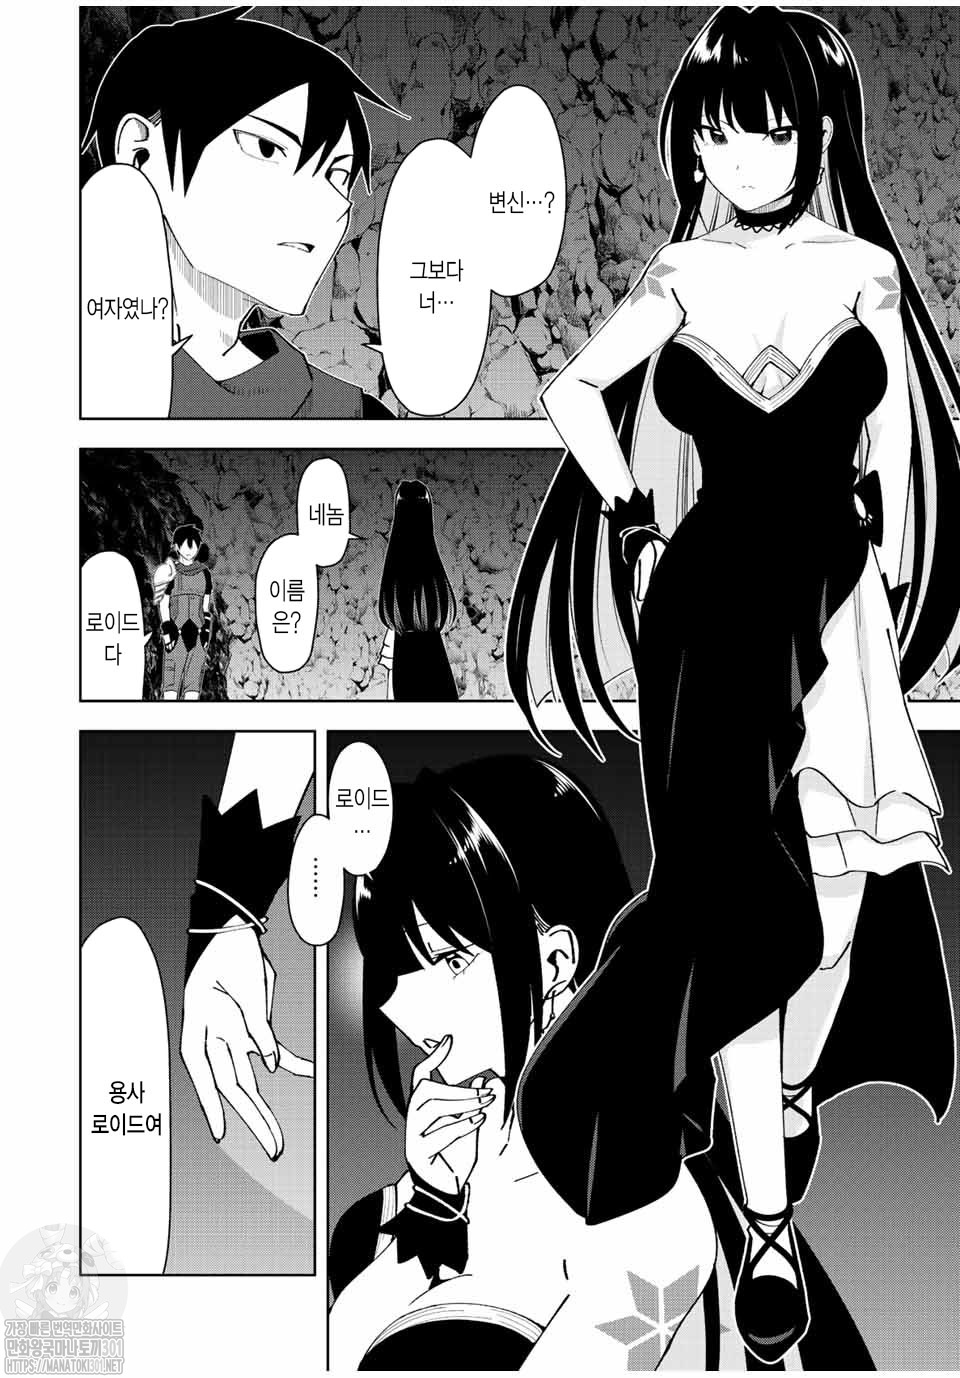 변신…?
그보다
너…
여자였나?
네놈
이름
은?
로이드
다
로이드
…
……
용사
로이드여
가장 빠른 번역만화사이트
만화왕국마나토끼301
HTTPS://MANATOKI301.NET